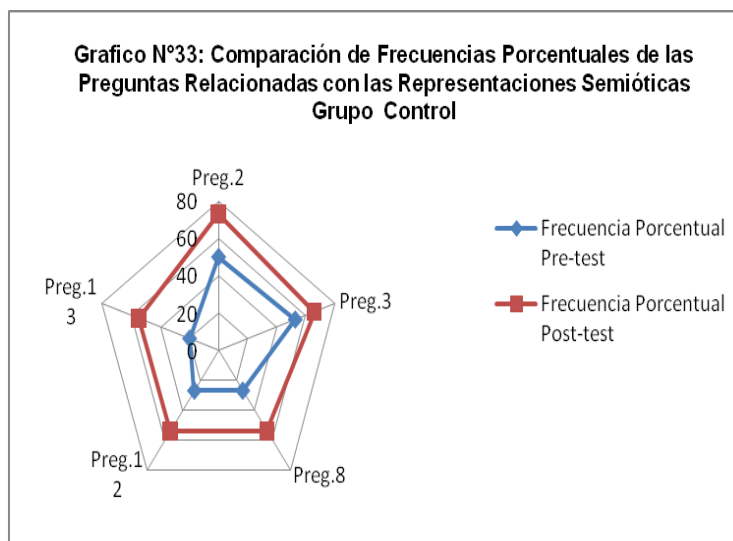 Grafico N°33: Comparación de Frecuencias Porcentuales de las
Preguntas Relacionadas con las Representaciones Semióticas
Grupo Control
Preg.2
80
60
40
20
0
Preg.3
Preg.8
Preg.1
2
Preg.1
3
Frecuencia Porcentual
Pre-test
Frecuencia Porcentual
Post-test